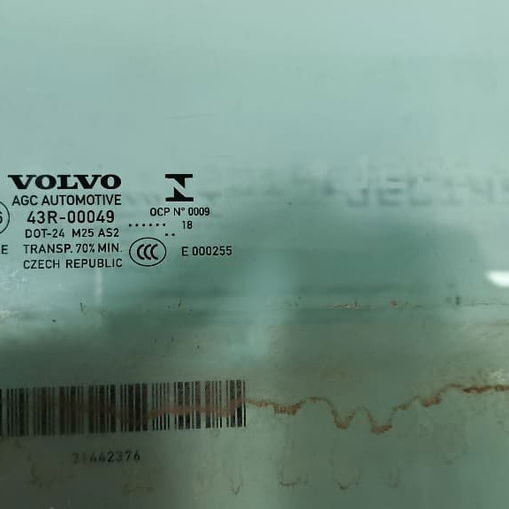 VOLVO
AGC AUTOMOTIVE
43R-00049
DOT-24 M25 AS2
TRANSP. 70% MIN.
CZECH REPUBLIC
OCP N° 0009
18
CCC
E 000255
31442376